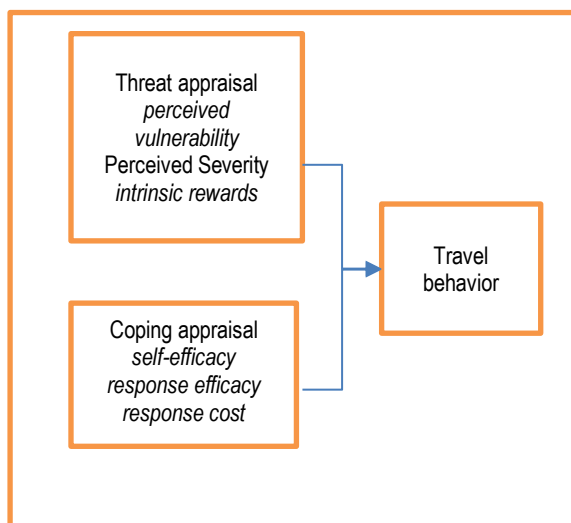 Threat appraisal
perceived
vulnerability
Perceived Severity
intrinsic rewards
Travel
behavior
Coping appraisal
self-efficacy
response efficacy
response cost